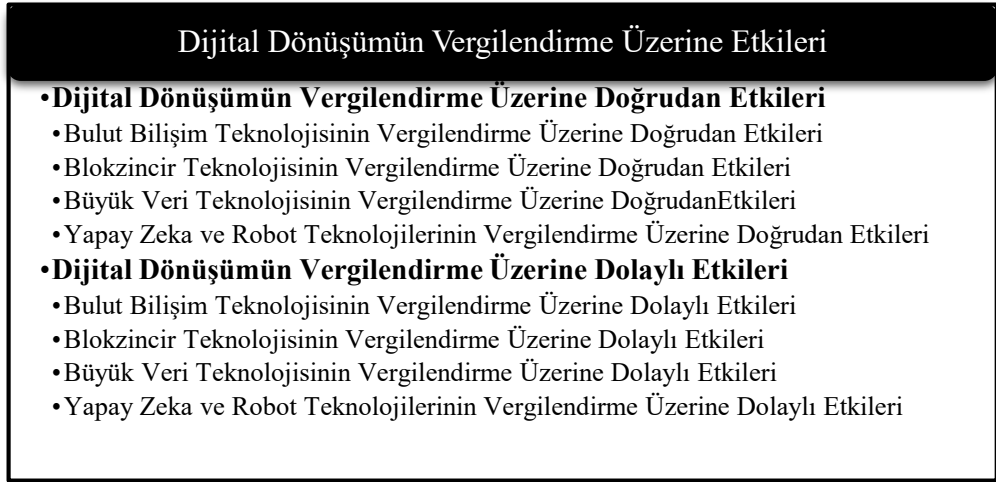 Dijital Dönüşümün Vergilendirme Üzerine Etkileri
•Dijital Dönüşümün Vergilendirme Üzerine Doğrudan Etkileri
•Bulut Bilişim Teknolojisinin Vergilendirme Üzerine Doğrudan Etkileri
•Blokzincir Teknolojisinin Vergilendirme Üzerine Doğrudan Etkileri
•Büyük Veri Teknolojisinin Vergilendirme Üzerine DoğrudanEtkileri
•Yapay Zeka ve Robot Teknolojilerinin Vergilendirme Üzerine Doğrudan Etkileri
•Dijital Dönüşümün Vergilendirme Üzerine Dolaylı Etkileri
•Bulut Bilişim Teknolojisinin Vergilendirme Üzerine Dolaylı Etkileri
•Blokzincir Teknolojisinin Vergilendirme Üzerine Dolaylı Etkileri
•Büyük Veri Teknolojisinin Vergilendirme Üzerine Dolaylı Etkileri
•Yapay Zeka ve Robot Teknolojilerinin Vergilendirme Üzerine Dolaylı Etkileri